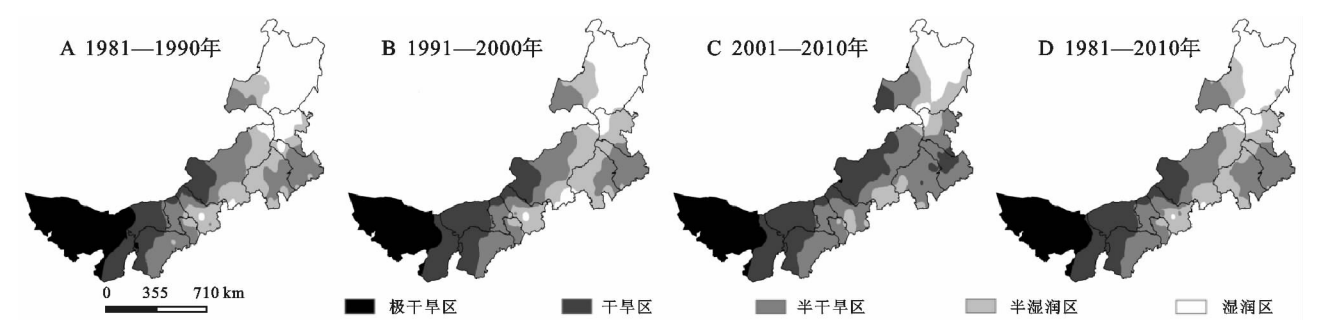 A 1981—1990年
B 1991—2000年
C 2001—2010年
D 1981—2010年
0 355 710 km
极干旱区 干旱区 半干旱区 半湿润区 湿润区